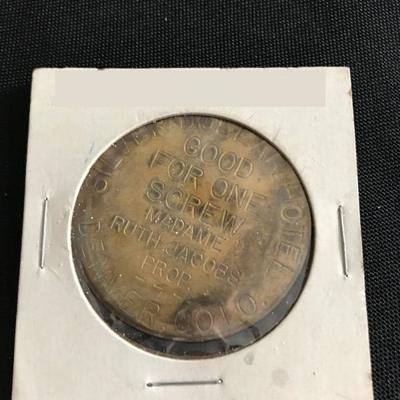 SILVER DOLLAR HOTEL
GOOD
FOR ONE
SCREW
MADAME
RUTH JACOBS
PROP.
DENVER COLO.